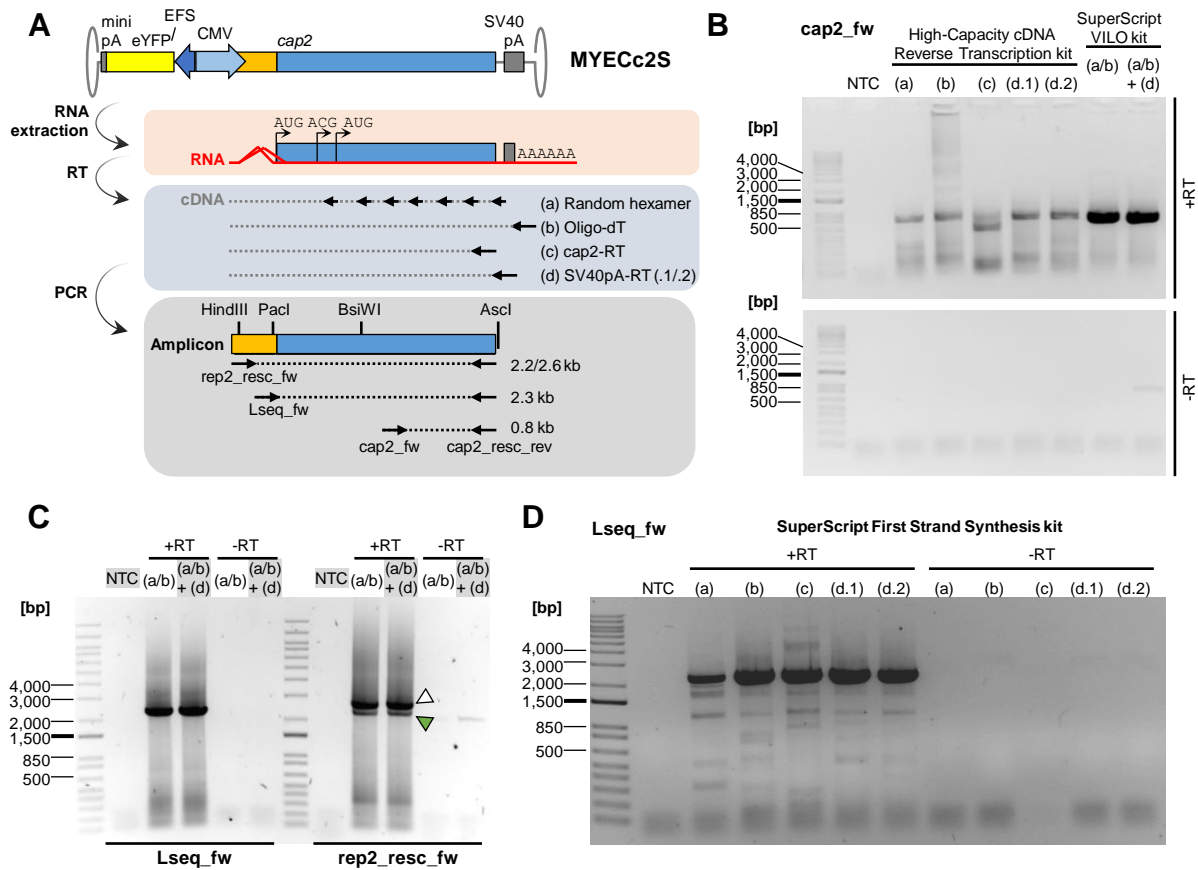 A
mini
pA
eYFP/
EFS
CMV
cap2
SV40
pA
MYECc2S
RNA
extraction
AUG ACG AUG
RNA
AAAAAA
RT
cDNA
(a) Random hexamer
(b) Oligo-dT
(c) cap2-RT
(d) SV40pA-RT (.1/.2)
PCR
HindIII PacI BsiWI AscI
Amplicon
rep2_resc_fw
2.2/2.6 kb
Lseq_fw
2.3 kb
cap2_fw
cap2_resc_rev
0.8 kb
B
cap2_fw
High-Capacity cDNA
Reverse Transcription kit
SuperScript
VILO kit
NTC (a) (b) (c) (d.1) (d.2) (a/b) (a/b)
+ (d)
[bp]
4,000
3,000
2,000
1,500
850
500
+RT
[bp]
4,000
3,000
2,000
1,500
850
500
-RT
C
+RT -RT +RT -RT
NTC (a/b) (a/b) + (d) (a/b) (a/b) + (d) NTC (a/b) (a/b) + (d) (a/b) (a/b) + (d)
[bp]
4,000
3,000
2,000
1,500
850
500
Lseq_fw rep2_resc_fw
D
Lseq_fw
SuperScript First Strand Synthesis kit
+RT -RT
NTC (a) (b) (c) (d.1) (d.2) (a) (b) (c) (d.1) (d.2)
[bp]
4,000
3,000
2,000
1,500
850
500